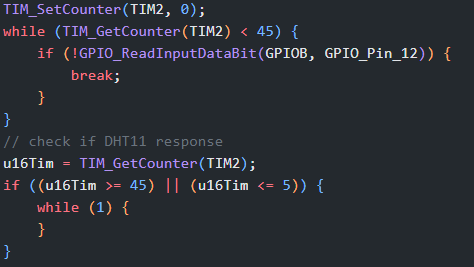 TIM_SetCounter(TIM2, 0);
while (TIM_GetCounter(TIM2) < 45) {
    if (!GPIO_ReadInputDataBit(GPIOB, GPIO_Pin_12)) {
        break;
    }
}
// check if DHT11 response
u16Tim = TIM_GetCounter(TIM2);
if ((u16Tim >= 45) || (u16Tim <= 5)) {
    while (1) {
    }
}